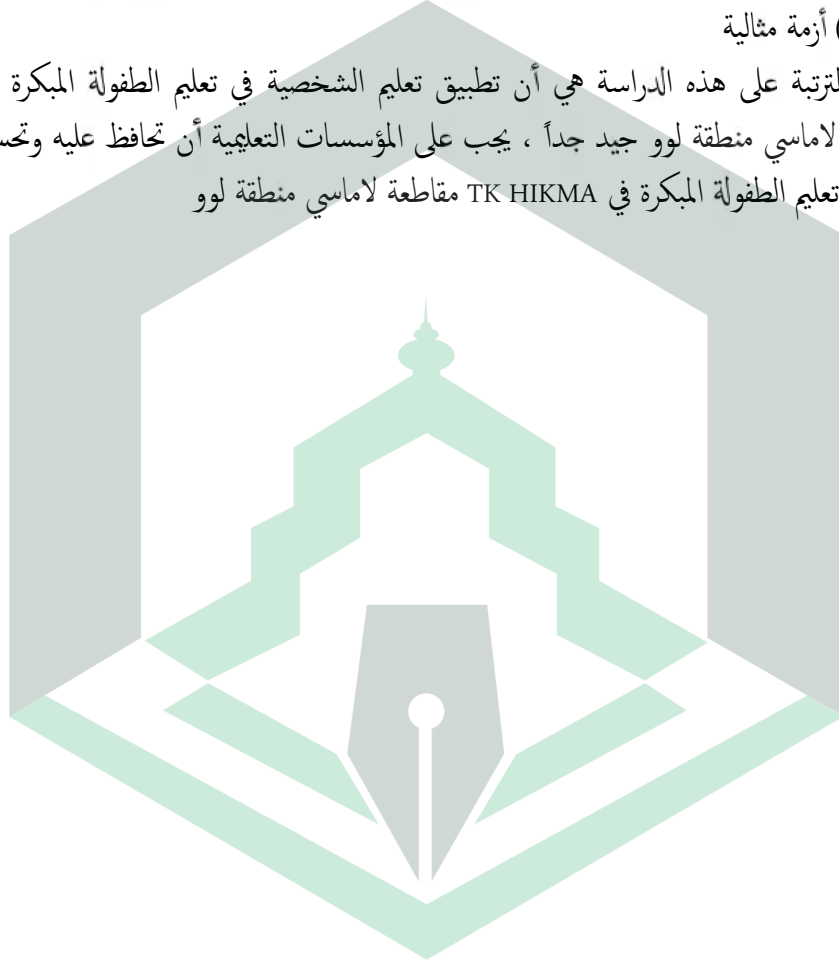 ) أزمة مثالية
لترتبة على هذه الدراسة هي أن تطبيق تعليم الشخصية في تعليم الطفولة المبكرة
لاماسي منطقة لوو جيد جداً ، يجب على المؤسسات التعليمية أن تحافظ عليه وتحس
تعليم الطفولة المبكرة في TK HIKMA مقاطعة لاماسي منطقة لوو